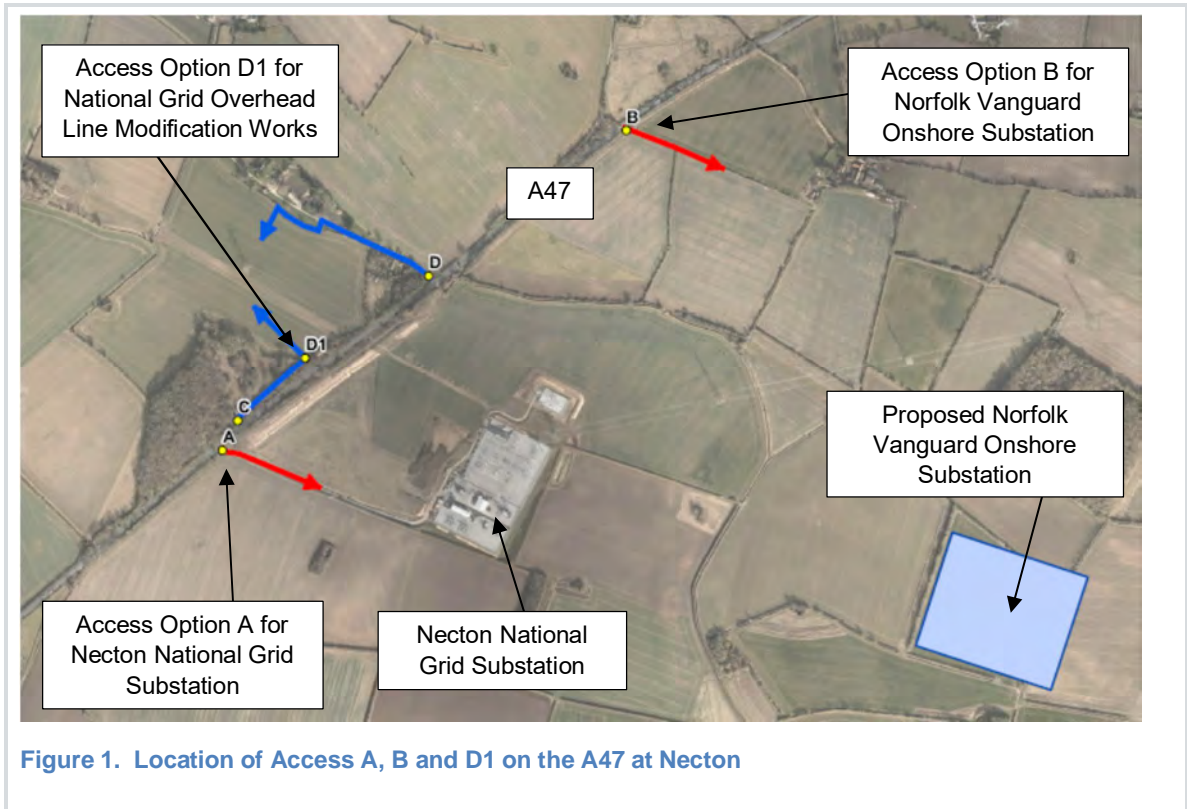 Access Option D1 for
National Grid Overhead
Line Modification Works
Access Option B for
Norfolk Vanguard
Onshore Substation
B
A47
D
D1
C
A
Proposed Norfolk
Vanguard Onshore
Substation
Access Option A for
Necton National Grid
Substation
Necton National
Grid Substation
Figure 1. Location of Access A, B and D1 on the A47 at Necton